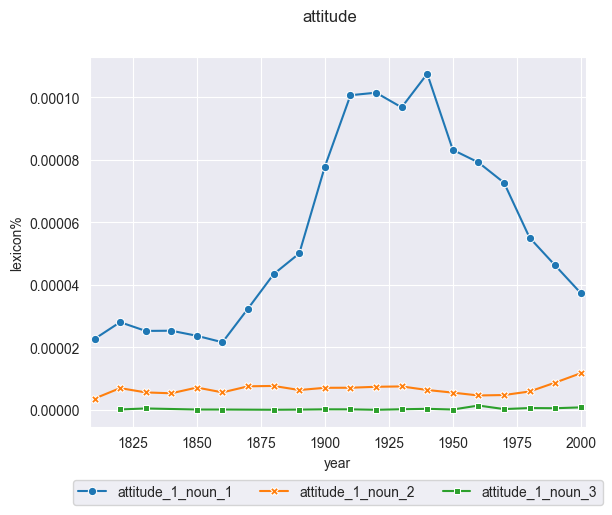 attitude
lexicon%
0.00010
0.00008
0.00006
0.00004
0.00002
0.00000
1825 1850 1875 1900 1925 1950 1975 2000
year
attitude_1_noun_1 attitude_1_noun_2 attitude_1_noun_3